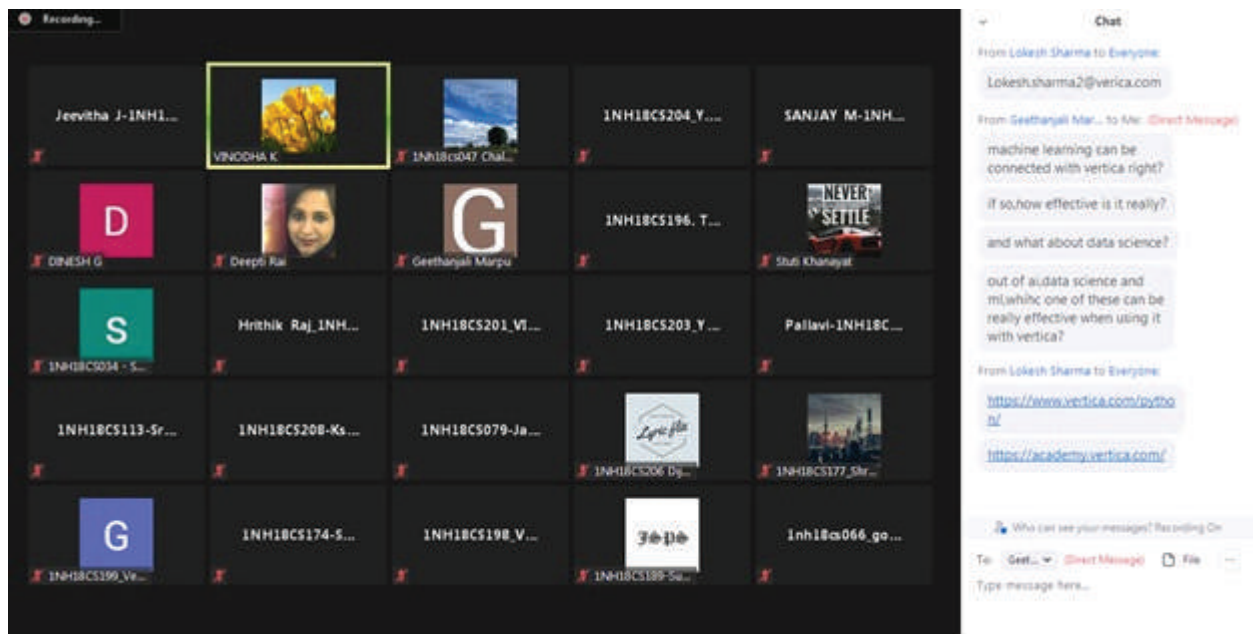 Recording...
Jeevitha J-1NH1...
VINODHA K
1Nh18cs047 Chal...
1NH18CS204_Y....
SANJAY M-1NH...
D
DINESH G
Deepti Rai
G
Geethanjali Marpu
1NH18CS196. T...
NEVER
SETTLE
Stuti Khanayat
S
1NH18CS034 - S...
Hrithik Raj_1NH...
1NH18CS201_VI...
1NH18CS203_Y...
Pallavi-1NH18C...
1NH18CS113-Sr...
1NH18CS208-Ks...
1NH18CS079-Ja...
Lyric flix
1NH18CS206 Dij...
1NH18CS177_Shr...
G
1NH18CS199_Ve...
1NH18CS174-S...
1NH18CS198_V...
JSPS
1NH18CS189-Su...
1nh18cs066_go...
Chat
From Lokesh Sharma to Everyone:
Lokesh.sharma2@verica.com
From Geethanjali Mar... to Me: (Direct Message)
machine learning can be
connected with vertica right?
if so,how effective is it really?
and what about data science?
out of ai,data science and
ml,whihc one of these can be
really effective when using it
with vertica?
From Lokesh Sharma to Everyone:
https://www.vertica.com/pytho
n/
https://academy.vertica.com/
Who can see your messages? Recording On
To: Geet... (Direct Message) File ...
Type message here...